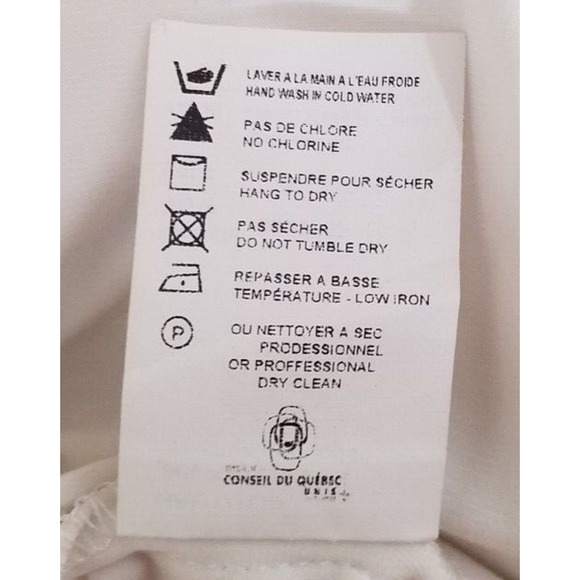 LAVER A LA MAIN A L'EAU FROIDE
HAND WASH IN COLD WATER
PAS DE CHLORE
NO CHLORINE
SUSPENDRE POUR SÉCHER
HANG TO DRY
PAS SÉCHER
DO NOT TUMBLE DRY
REPASSER A BASSE
TEMPÉRATURE - LOW IRON
P
OU NETTOYER A SEC
PRODESSIONNEL
OR PROFFESSIONAL
DRY CLEAN
CONSEIL DU QUÉBEC
UNIS